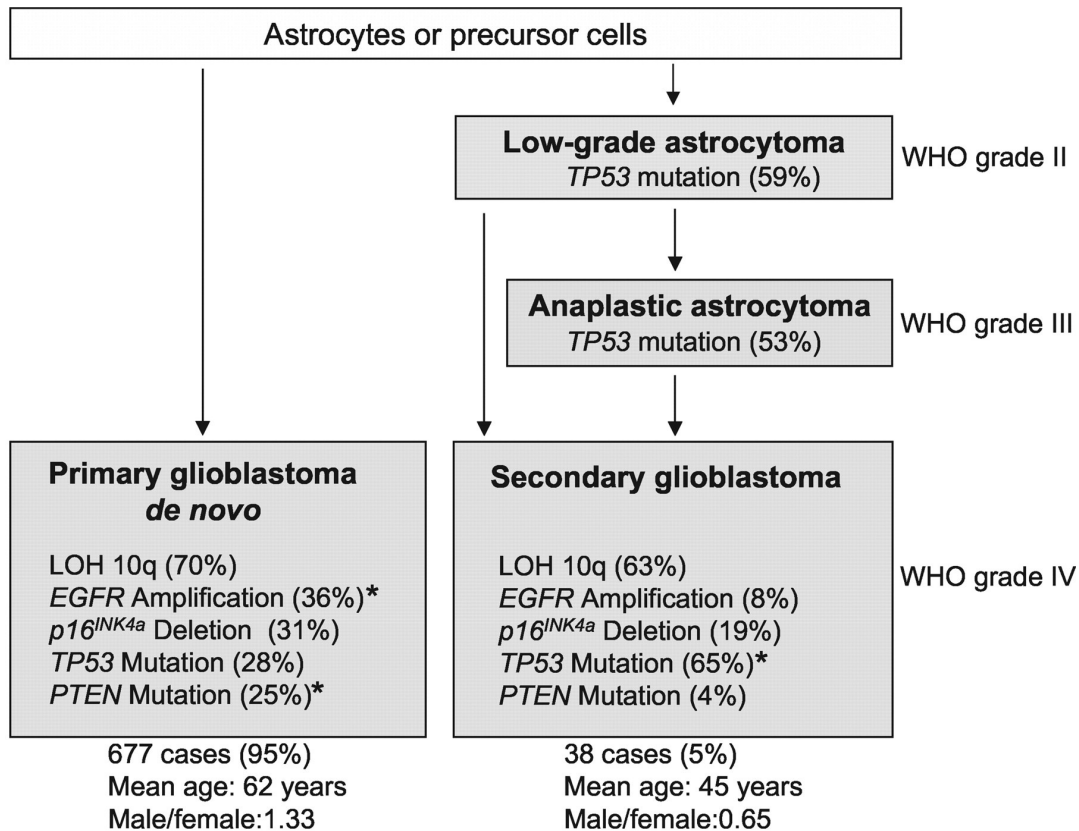 Astrocytes or precursor cells
Low-grade astrocytoma
TP53 mutation (59%)
WHO grade II
Anaplastic astrocytoma
TP53 mutation (53%)
WHO grade III
Primary glioblastoma
de novo
LOH 10q (70%)
EGFR Amplification (36%)*
p16INK4a Deletion (31%)
TP53 Mutation (28%)
PTEN Mutation (25%)*
677 cases (95%)
Mean age: 62 years
Male/female:1.33
Secondary glioblastoma
LOH 10q (63%)
EGFR Amplification (8%)
p16INK4a Deletion (19%)
TP53 Mutation (65%)*
PTEN Mutation (4%)
WHO grade IV
38 cases (5%)
Mean age: 45 years
Male/female:0.65